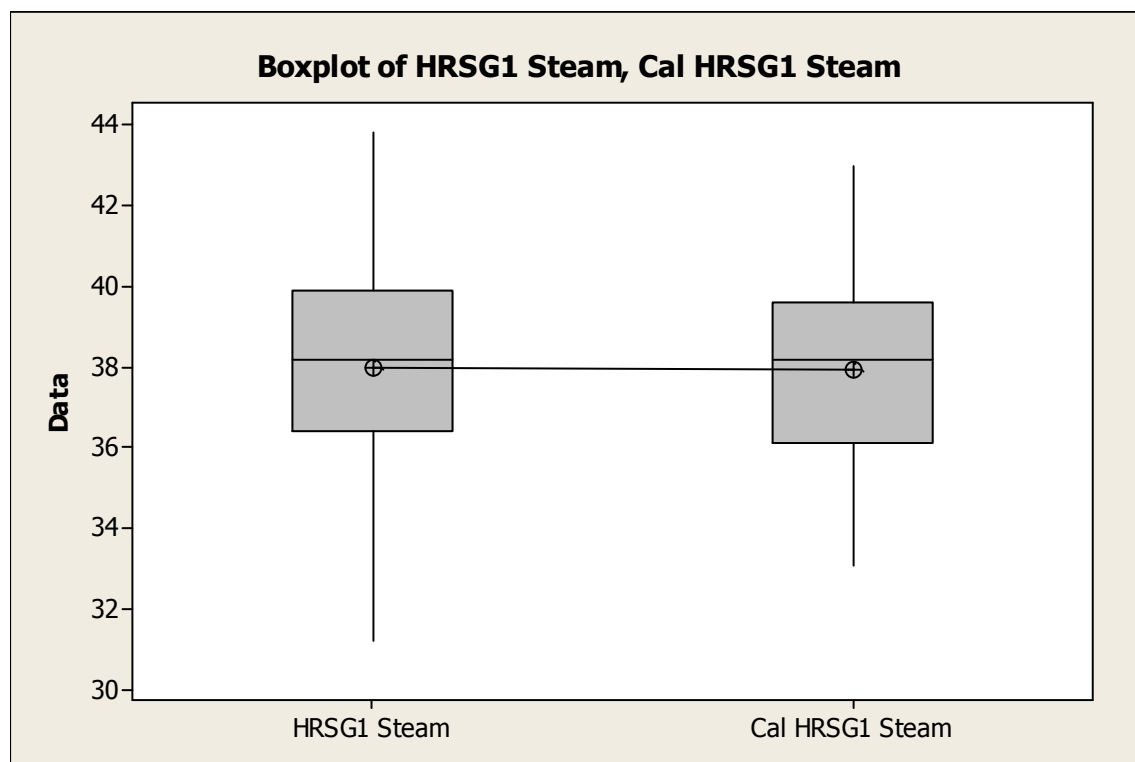 Boxplot of HRSG1 Steam, Cal HRSG1 Steam
Data
44
42
40
38
36
34
32
30
HRSG1 Steam
Cal HRSG1 Steam